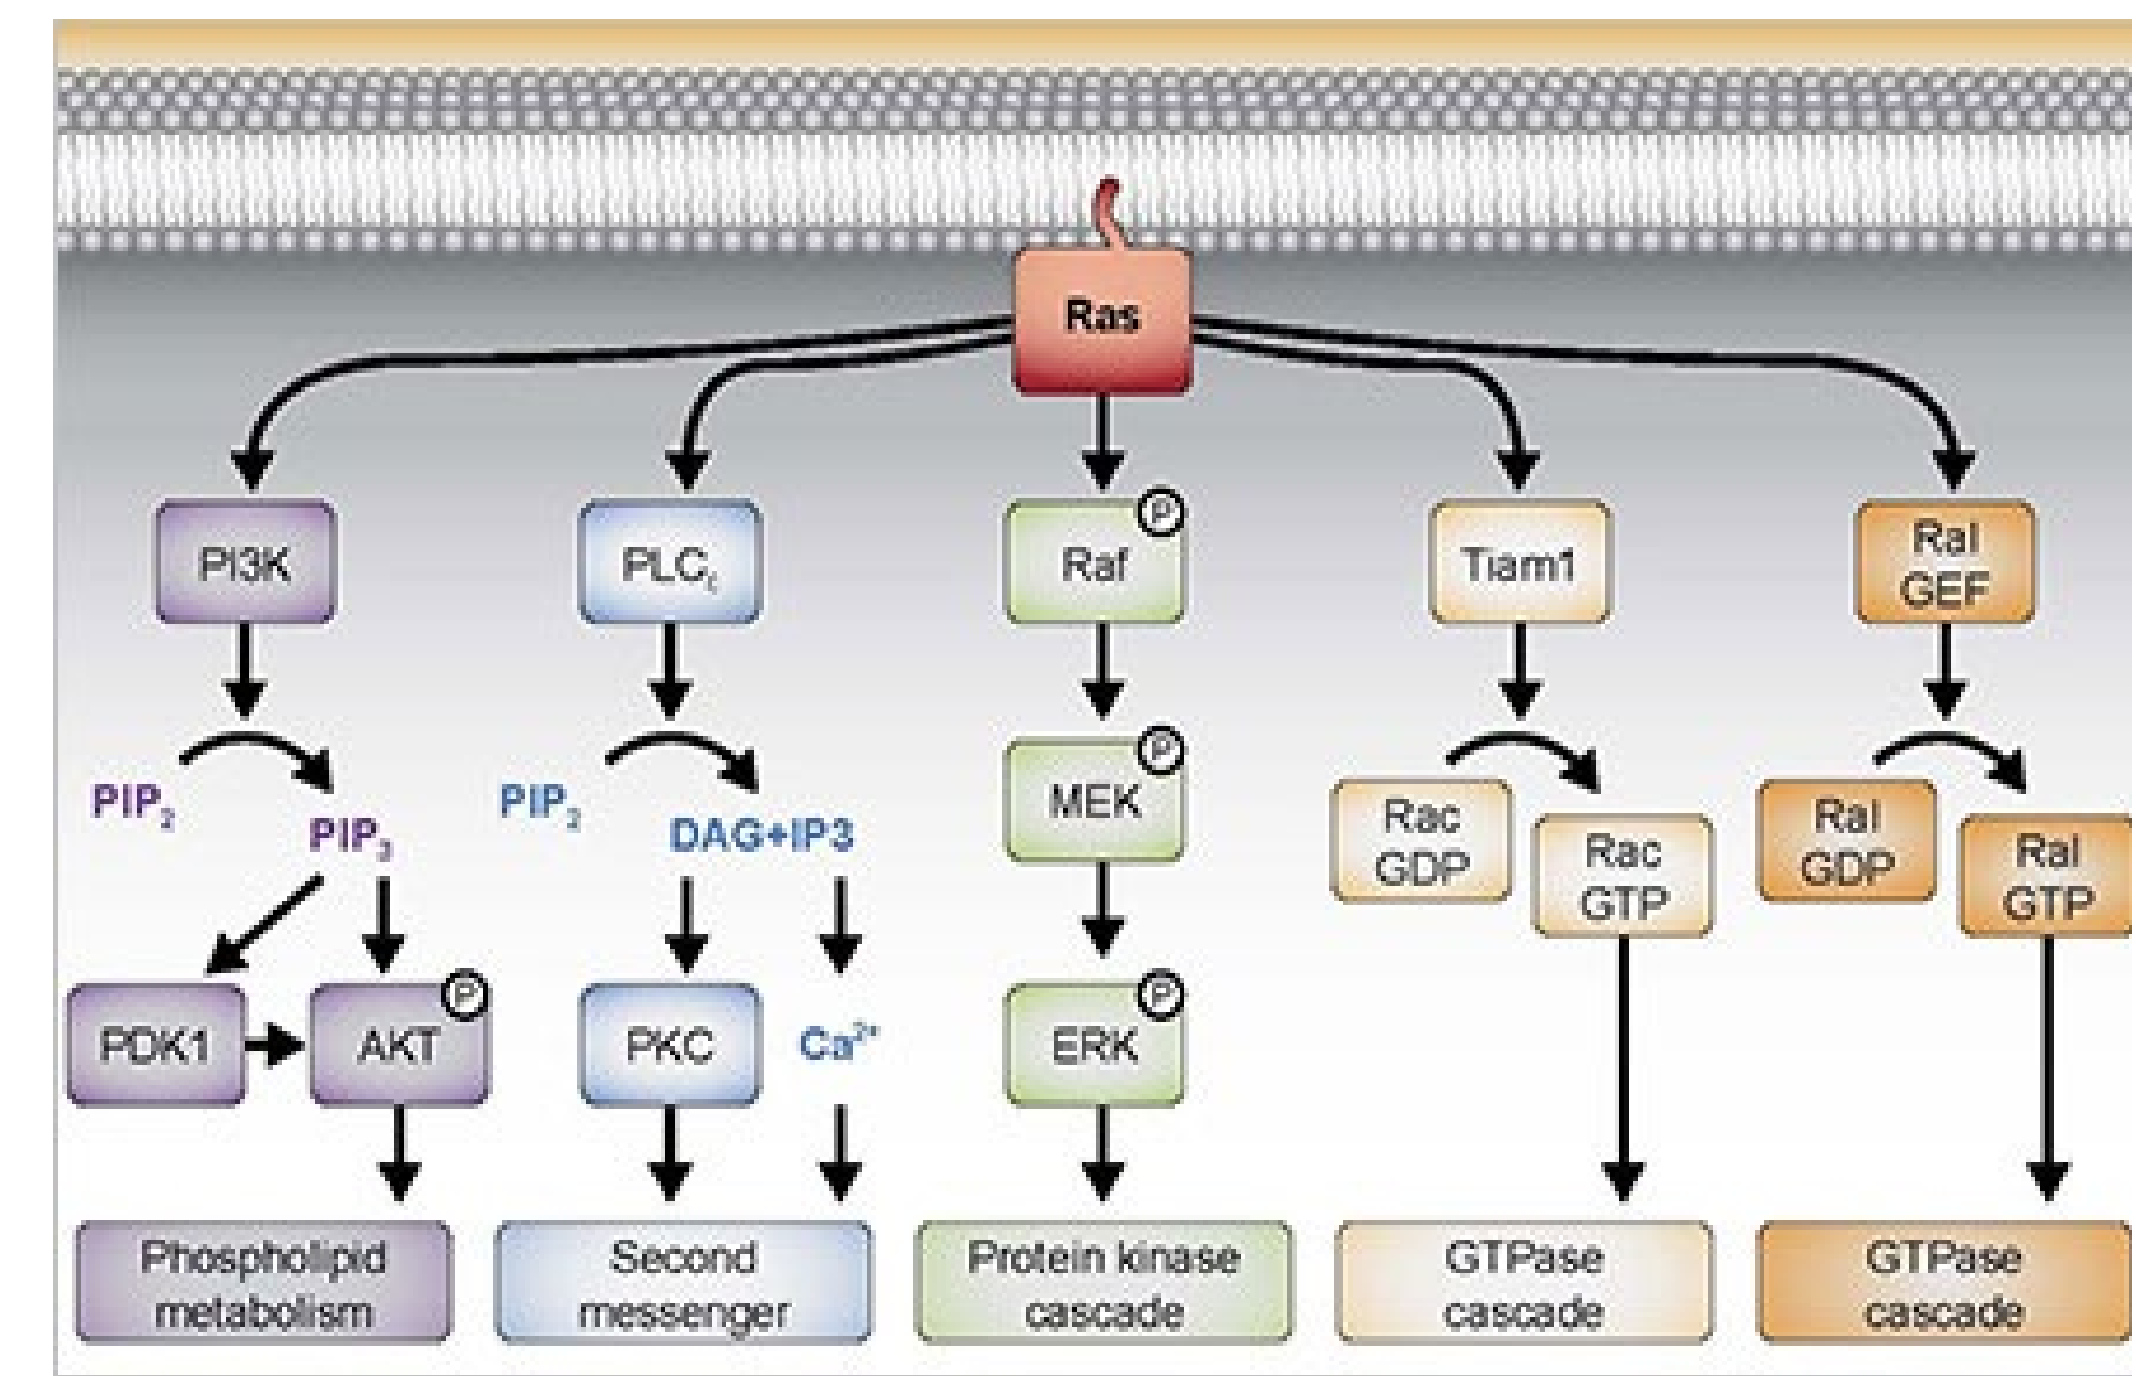 Ras
PI3K
PLCε
P
Raf
Tiam1
Ral
GEF
P
MEK
PIP2
PIP3
PIP2
DAG+IP3
Rac
GDP
Rac
GTP
Ral
GDP
Ral
GTP
PDK1
P
AKT
PKC
Ca2+
P
ERK
Phospholipid
metabolism
Second
messenger
Protein kinase
cascade
GTPase
cascade
GTPase
cascade